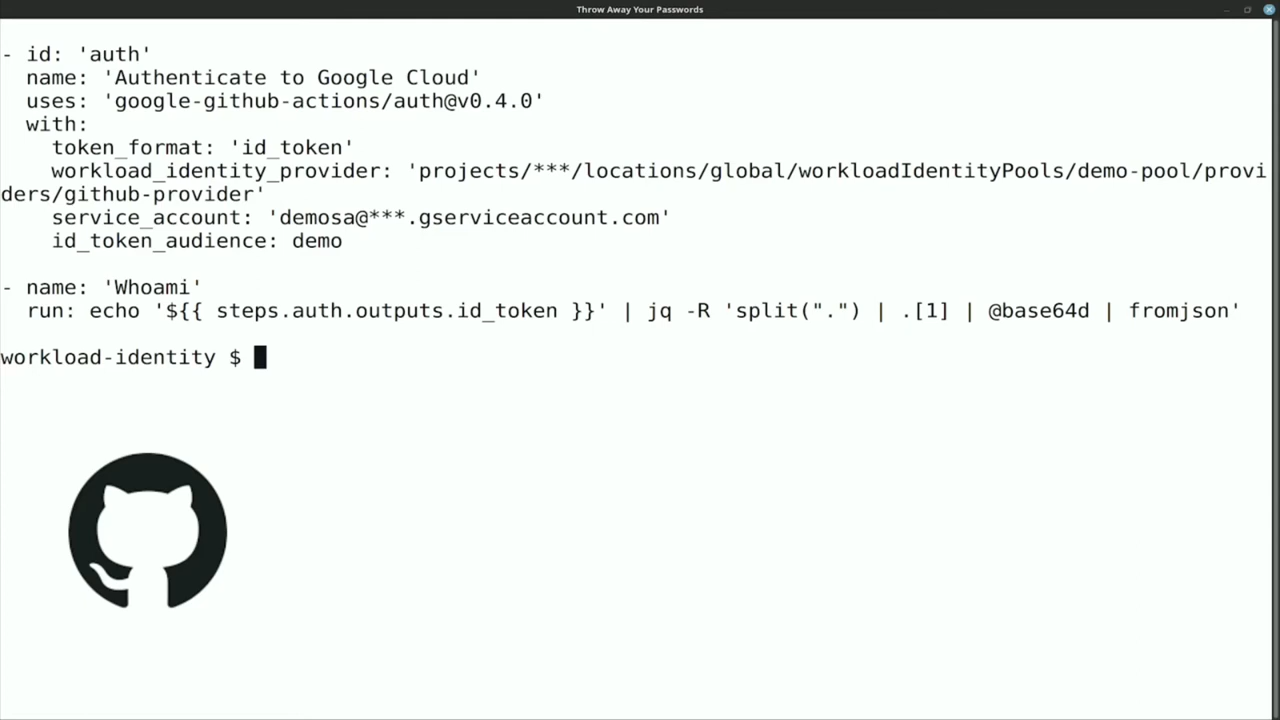 Throw Away Your Passwords
- id: 'auth'
  name: 'Authenticate to Google Cloud'
  uses: 'google-github-actions/auth@v0.4.0'
  with:
    token_format: 'id_token'
    workload_identity_provider: 'projects/***/locations/global/workloadIdentityPools/demo-pool/provi
ders/github-provider'
    service_account: 'demosa@***.gserviceaccount.com'
    id_token_audience: demo
- name: 'Whoami'
  run: echo '${{ steps.auth.outputs.id_token }}' | jq -R 'split(".") | .[1] | @base64d | fromjson'
workload-identity $